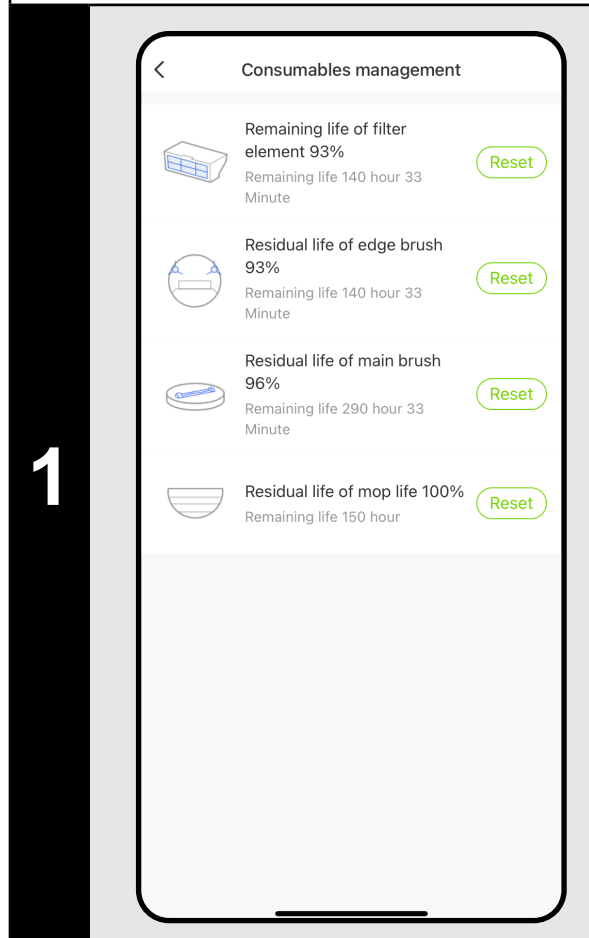 Consumables management
Remaining life of filter
element 93%
Remaining life 140 hour 33
Minute
Reset
Residual life of edge brush
93%
Remaining life 140 hour 33
Minute
Reset
Residual life of main brush
96%
Remaining life 290 hour 33
Minute
Reset
1
Residual life of mop life 100%
Remaining life 150 hour
Reset